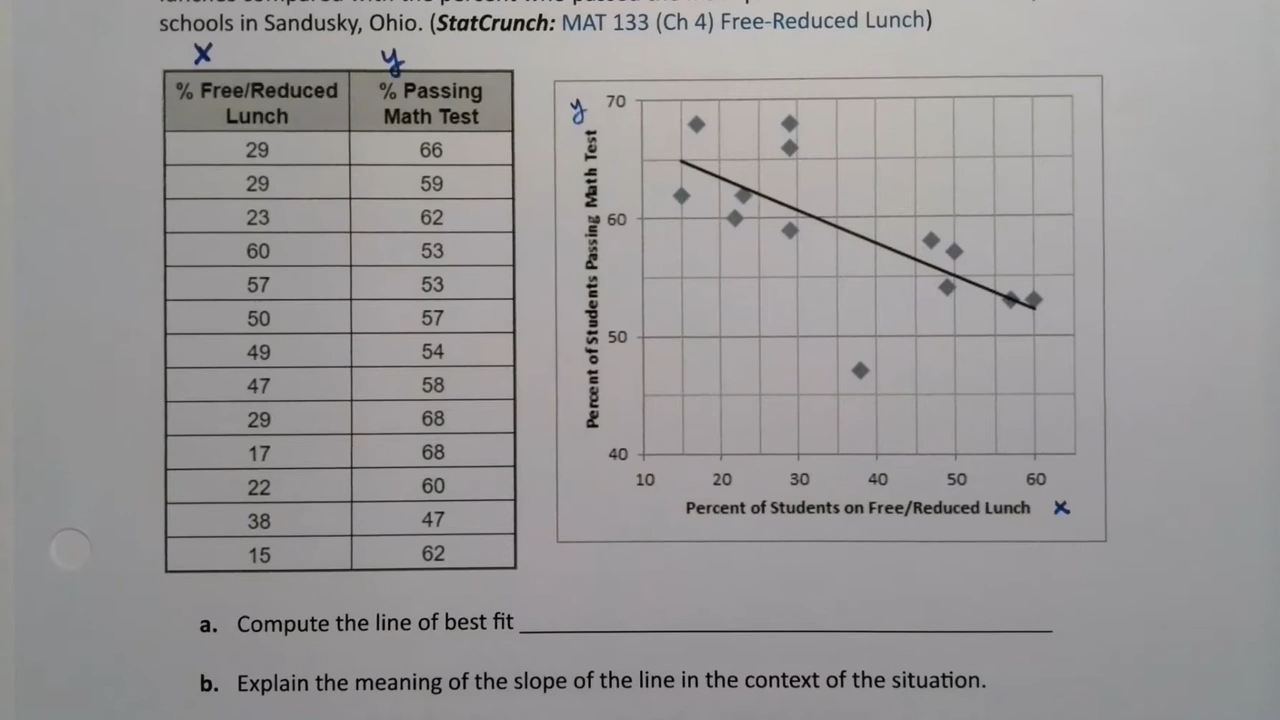 schools in Sandusky, Ohio. (StatCrunch: MAT 133 (Ch 4) Free-Reduced Lunch)
x y
% Free/Reduced Lunch % Passing Math Test
29 66
29 59
23 62
60 53
57 53
50 57
49 54
47 58
29 68
17 68
22 60
38 47
15 62
y
Percent of Students Passing Math Test
70
60
50
40
10 20 30 40 50 60
Percent of Students on Free/Reduced Lunch x
a. Compute the line of best fit
b. Explain the meaning of the slope of the line in the context of the situation.